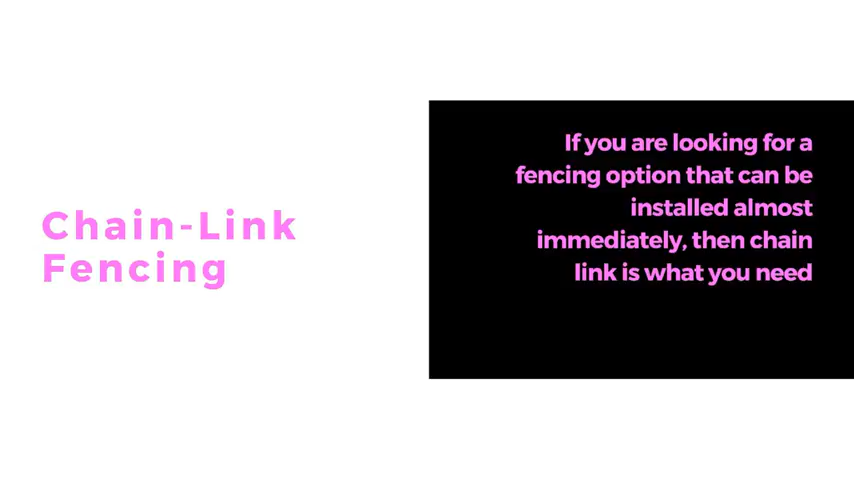 Chain-Link
Fencing
If you are looking for a
fencing option that can be
installed almost
immediately, then chain
link is what you need